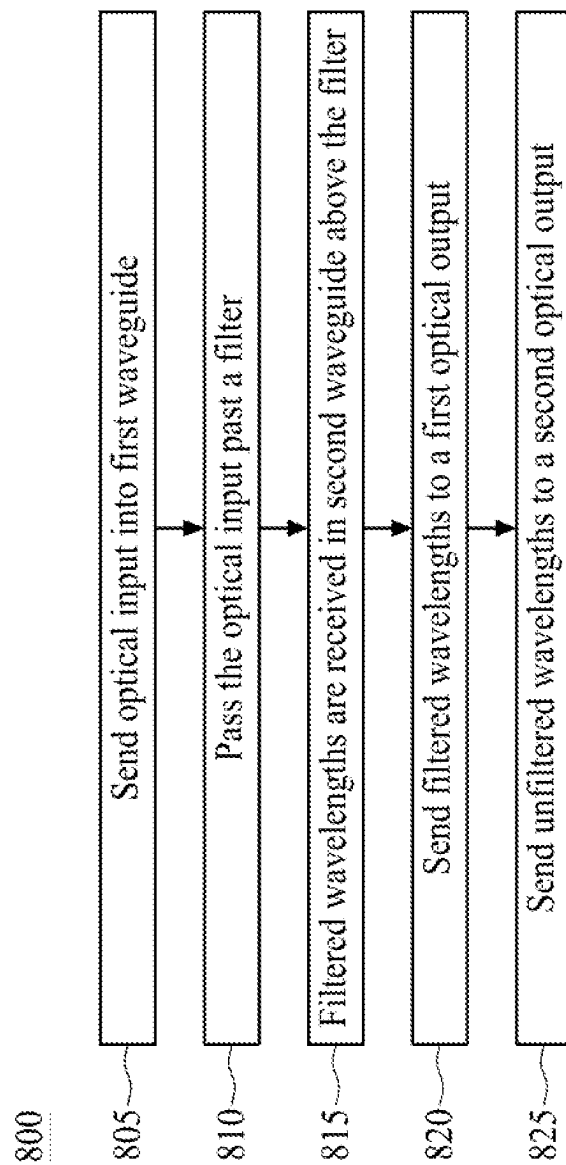 800
805
Send optical input into first waveguide
810
Pass the optical input past a filter
815
Filtered wavelengths are received in second waveguide above the filter
820
Send filtered wavelengths to a first optical output
825
Send unfiltered wavelengths to a second optical output